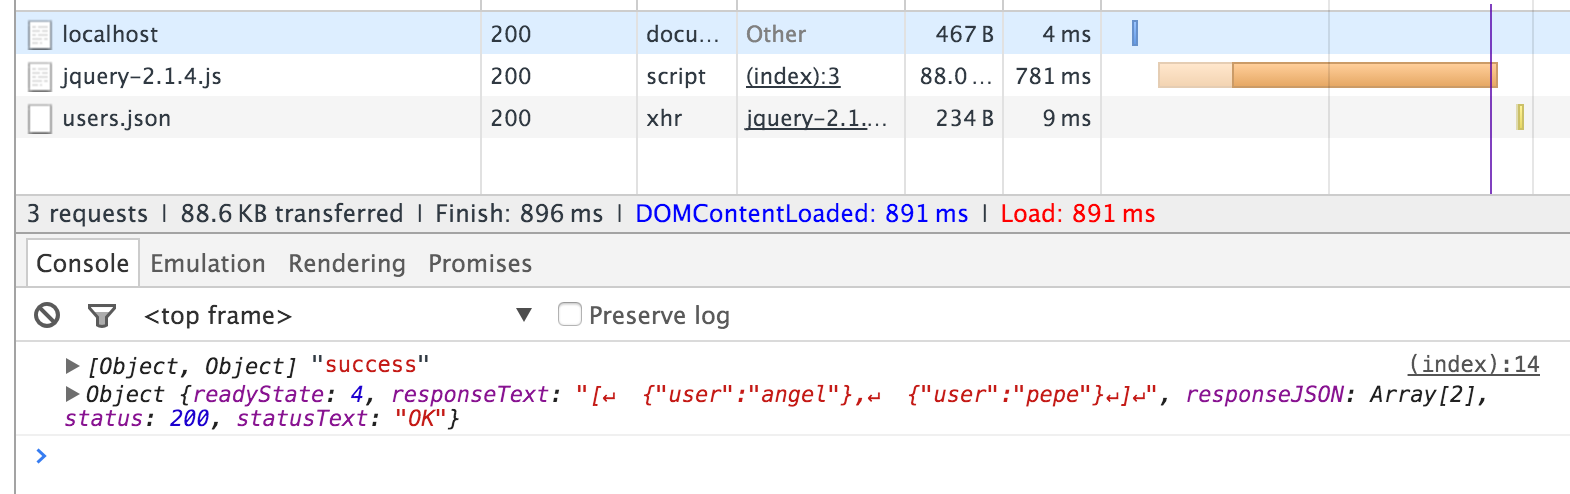 localhost 200 docu... Other 467 B 4 ms
jquery-2.1.4.js 200 script (index):3 88.0 ... 781 ms
users.json 200 xhr jquery-2.1.... 234 B 9 ms
3 requests | 88.6 KB transferred | Finish: 896 ms | DOMContentLoaded: 891 ms | Load: 891 ms
Console Emulation Rendering Promises
<top frame> ▼ Preserve log
▶ [Object, Object] "success" (index):14
▶ Object {readyState: 4, responseText: "[↵  {"user":"angel"},↵  {"user":"pepe"}↵]↵", responseJSON: Array[2],
status: 200, statusText: "OK"}
>